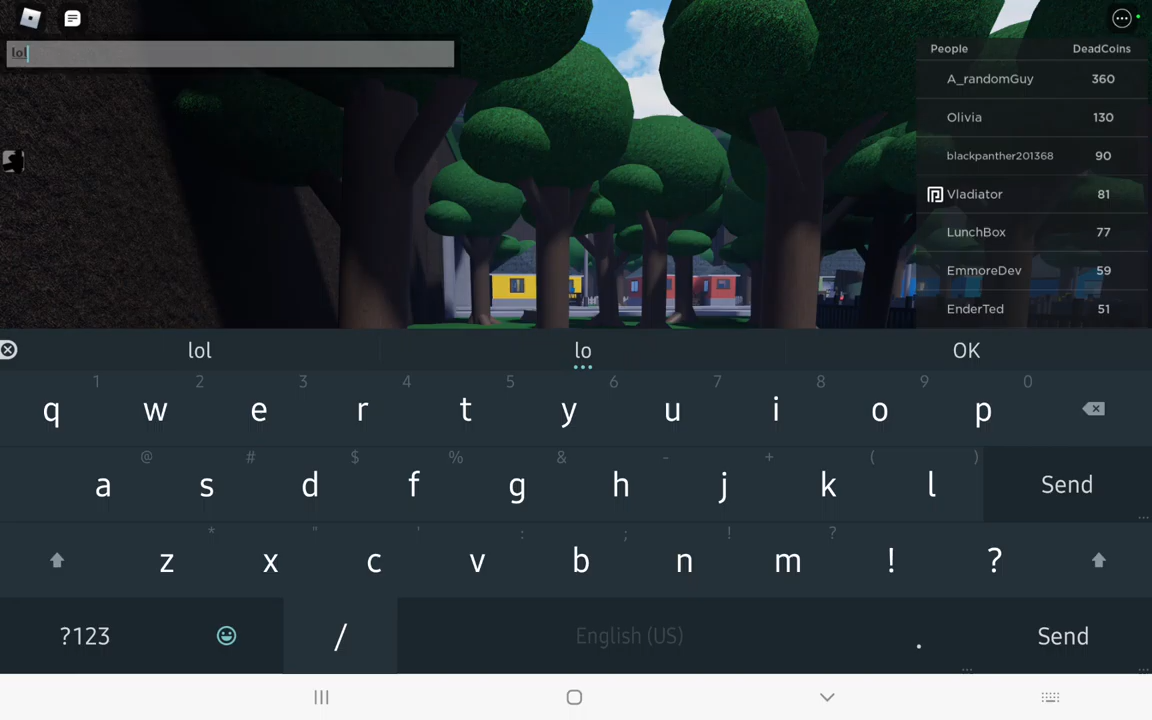 lol
People DeadCoins
A_randomGuy 360
Olivia 130
blackpanther201368 90
Vladiator 81
LunchBox 77
EmmoreDev 59
EnderTed 51
lol lo OK
1 2 3 4 5 6 7 8 9 0
q w e r t y u i o p
@ # $ % & - + ( )
a s d f g h j k l Send
* " ' : ; ! ?
z x c v b n m ! ?
?123 / English (US) . Send